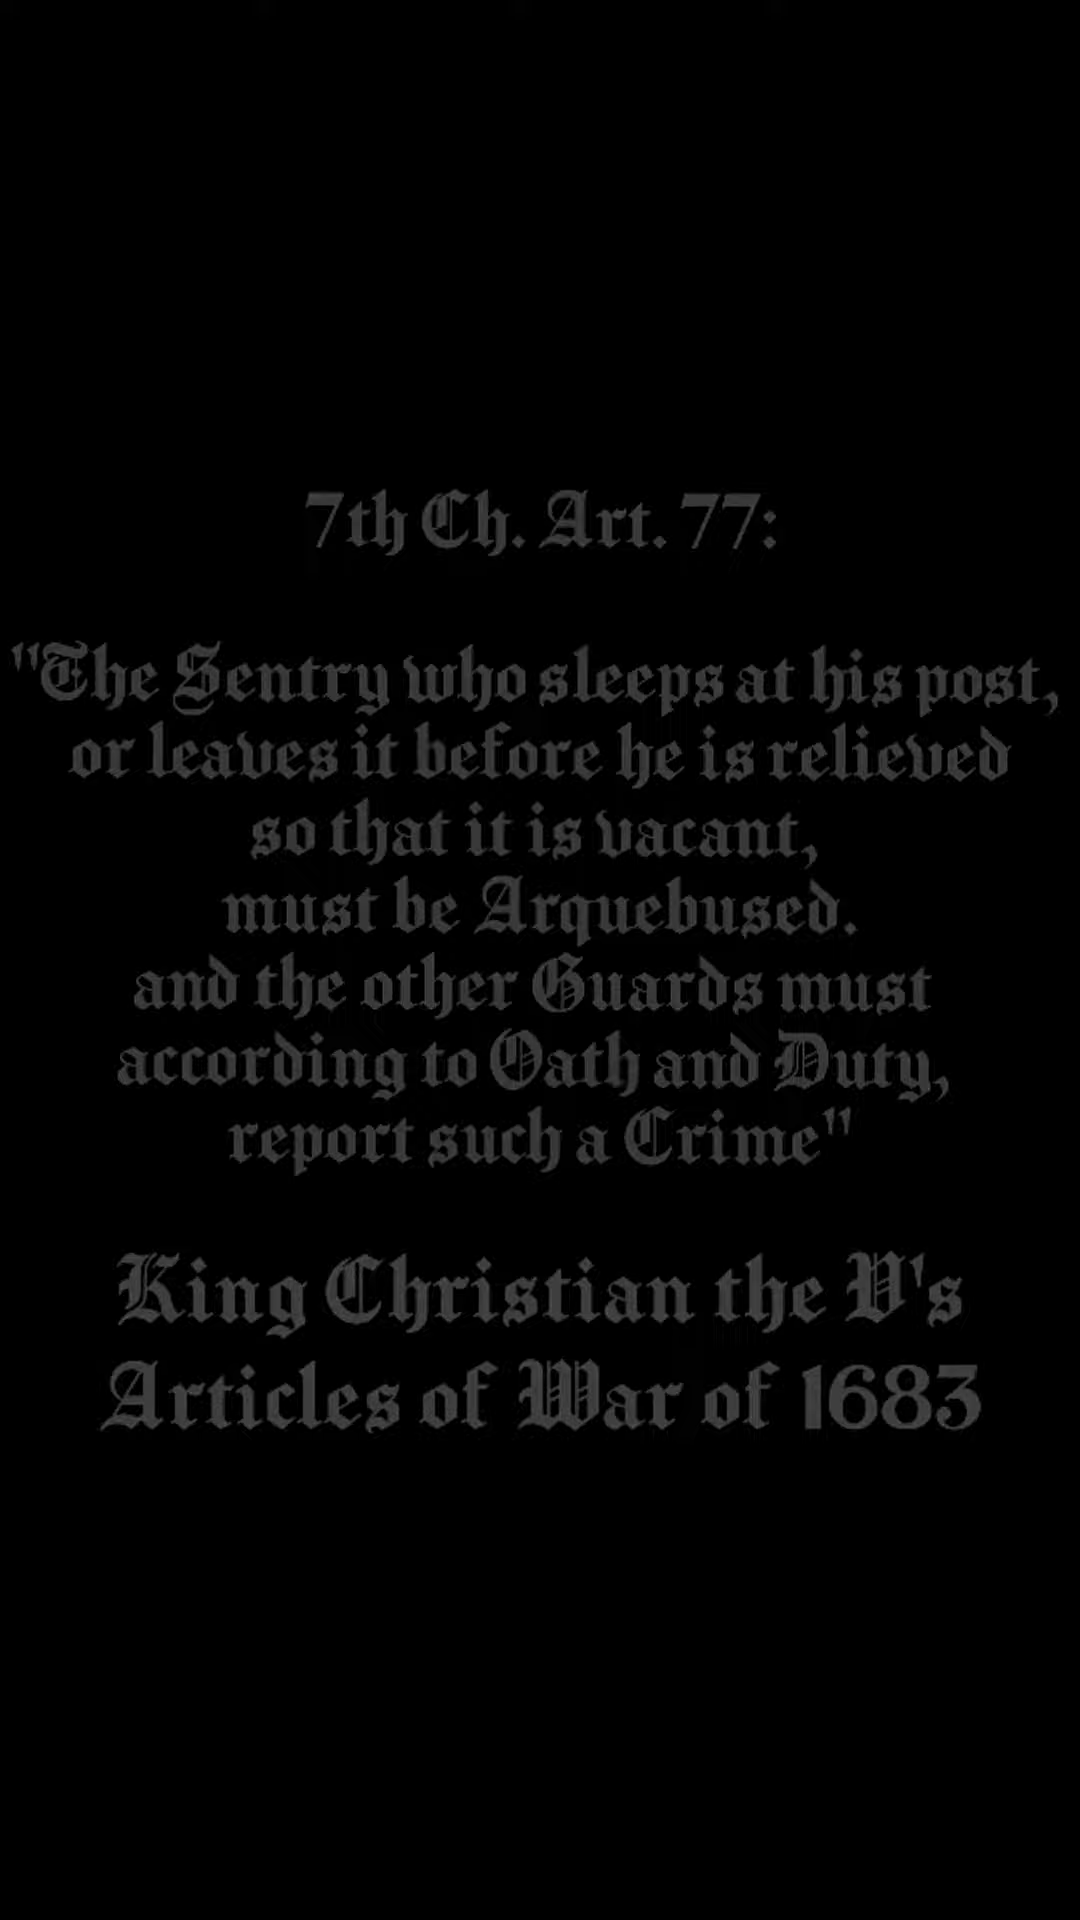 7th Ch. Art. 77:
"The Sentry who sleeps at his post,
or leaves it before he is relieved
so that it is vacant,
must be Arquebused.
and the other Guards must
according to Oath and Duty,
report such a Crime"
King Christian the V's
Articles of War of 1683